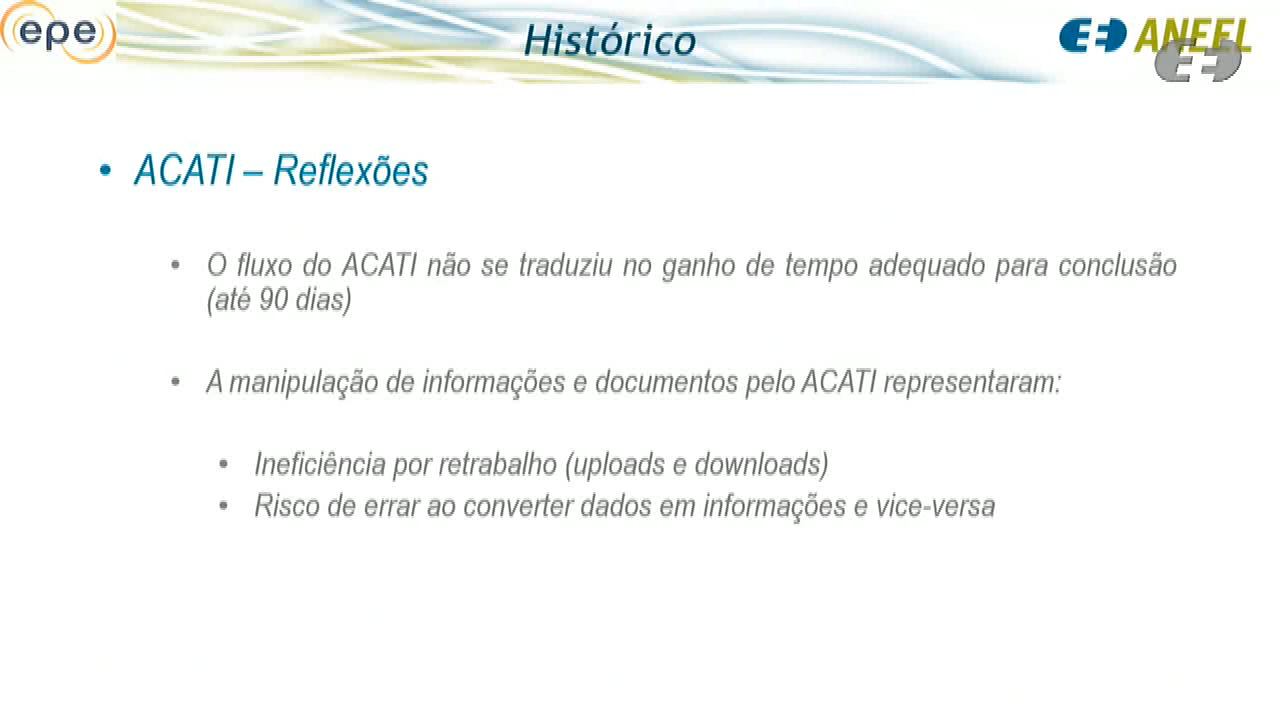 epe
Histórico
ANEEL
• ACATI – Reflexões
• O fluxo do ACATI não se traduziu no ganho de tempo adequado para conclusão
(até 90 dias)
• A manipulação de informações e documentos pelo ACATI representaram:
• Ineficiência por retrabalho (uploads e downloads)
• Risco de errar ao converter dados em informações e vice-versa